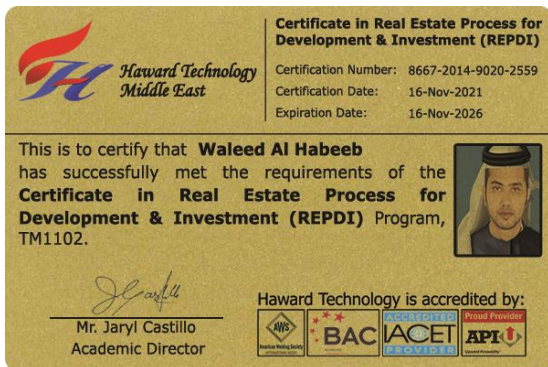 Haward Technology
Middle East
Certificate in Real Estate Process for
Development & Investment (REPDI)
Certification Number: 8667-2014-9020-2559
Certification Date: 16-Nov-2021
Expiration Date: 16-Nov-2026
This is to certify that Waleed Al Habeeb
has successfully met the requirements of the
Certificate in Real Estate Process for
Development & Investment (REPDI) Program,
TM1102.
Mr. Jaryl Castillo
Academic Director
Haward Technology is accredited by:
AWS
American Welding Society
BAC
ACCREDITED
IACET
PROVIDER
Proud Provider
API